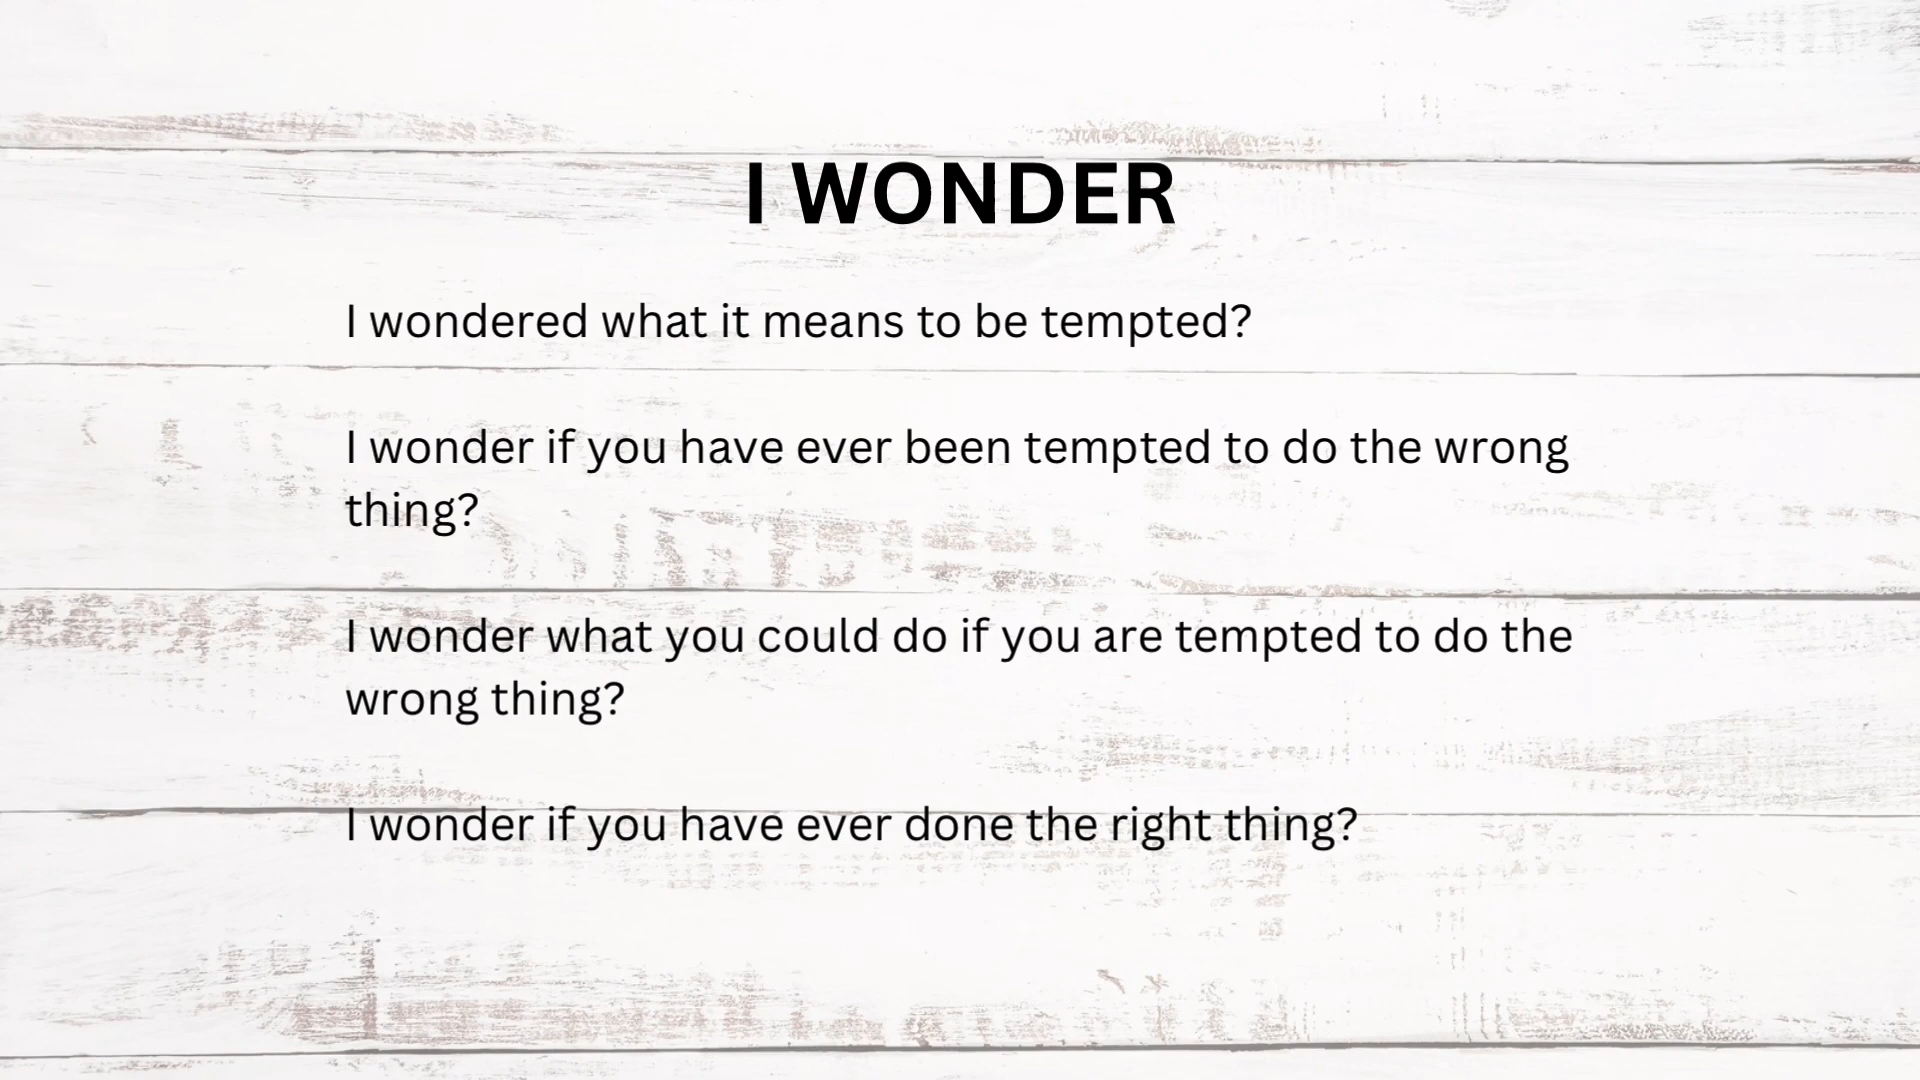 I WONDER
I wondered what it means to be tempted?
I wonder if you have ever been tempted to do the wrong
thing?
I wonder what you could do if you are tempted to do the
wrong thing?
I wonder if you have ever done the right thing?